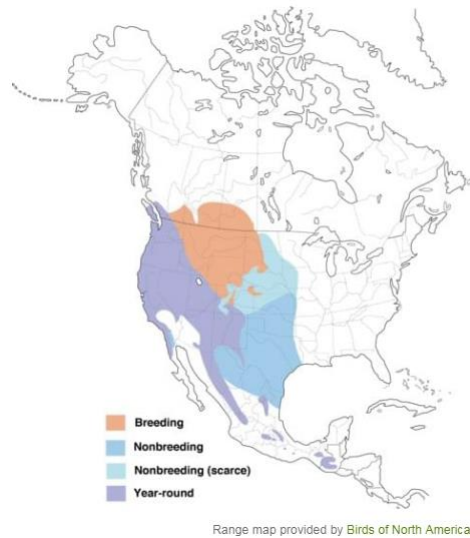 Breeding
Nonbreeding
Nonbreeding (scarce)
Year-round
Range map provided by Birds of North America